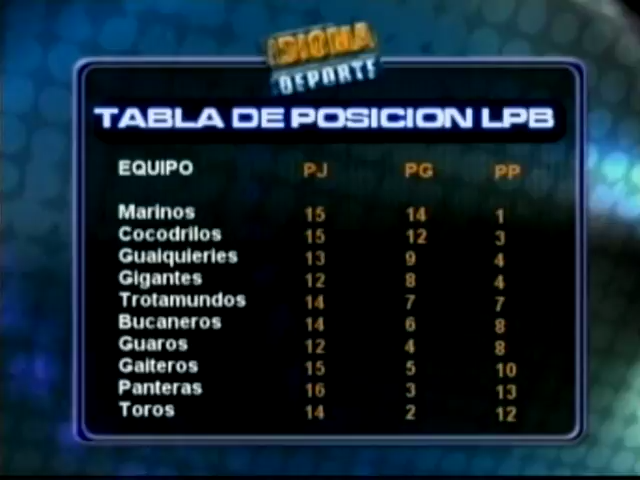 IDIOMA
DEPORTE
TABLA DE POSICION LPB
EQUIPO PJ PG PP
Marinos 15 14 1
Cocodrilos 15 12 3
Guaiquieries 13 9 4
Gigantes 12 8 4
Trotamundos 14 7 7
Bucaneros 14 6 8
Guaros 12 4 8
Gaiteros 15 5 10
Panteras 16 3 13
Toros 14 2 12